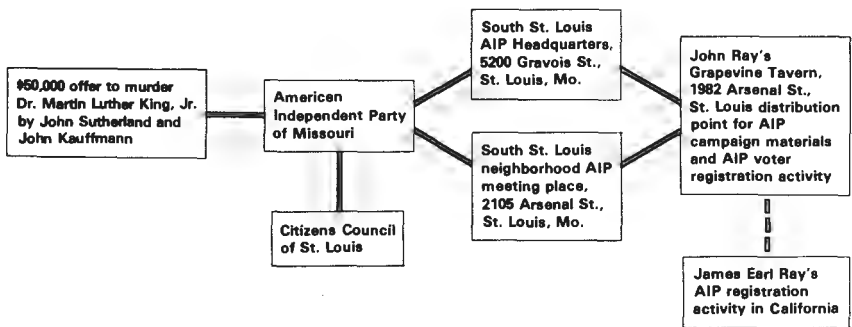 $50,000 offer to murder
Dr. Martin Luther King, Jr.
by John Sutherland and
John Kauffmann
American
Independent Party
of Missouri
Citizens Council
of St. Louis
South St. Louis
AIP Headquarters,
5200 Gravois St.,
St. Louis, Mo.
South St. Louis
neighborhood AIP
meeting place,
2105 Arsenal St.,
St. Louis, Mo.
John Ray's
Grapevine Tavern,
1982 Arsenal St.,
St. Louis distribution
point for AIP
campaign materials
and AIP voter
registration activity
James Earl Ray's
AIP registration
activity in California